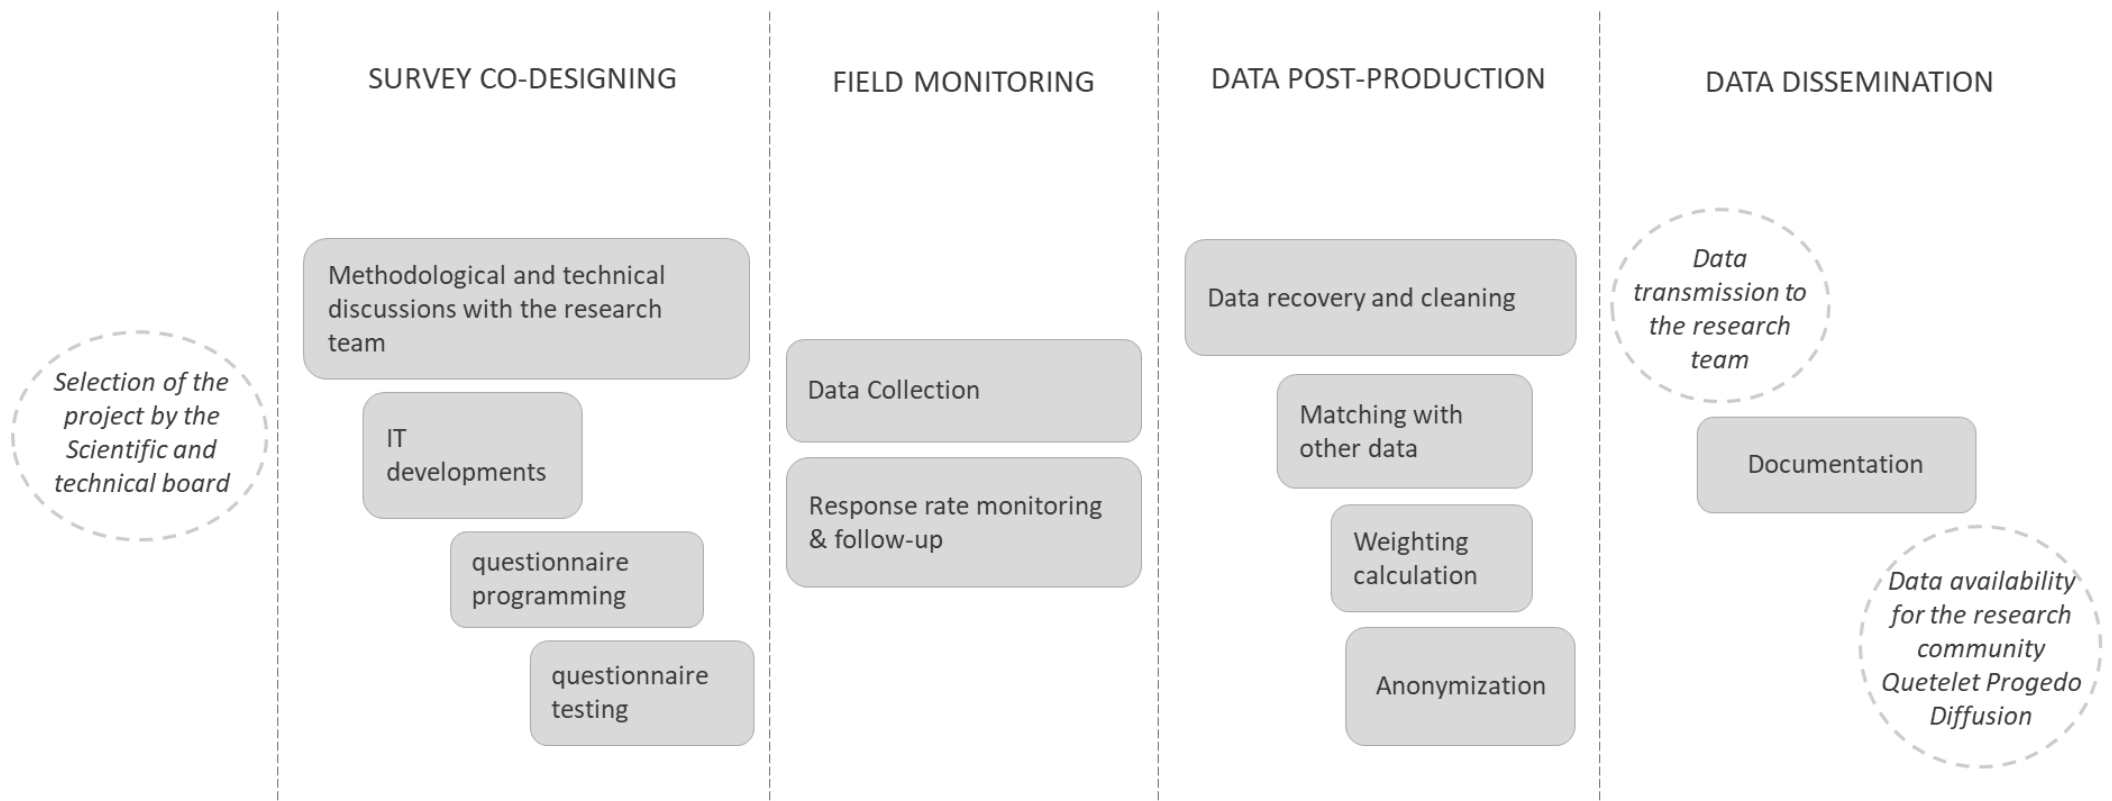 SURVEY CO-DESIGNING
FIELD MONITORING
DATA POST-PRODUCTION
DATA DISSEMINATION
Selection of the
project by the
Scientific and
technical board
Methodological and technical
discussions with the research
team
IT
developments
questionnaire
programming
questionnaire
testing
Data Collection
Response rate monitoring
& follow-up
Data recovery and cleaning
Matching with
other data
Weighting
calculation
Anonymization
Data
transmission to
the research
team
Documentation
Data availability
for the research
community
Quetelet Progedo
Diffusion